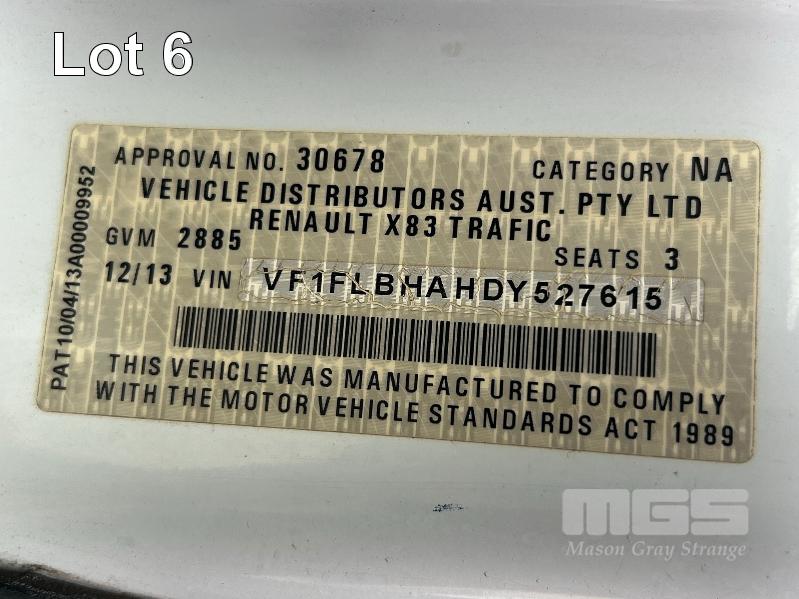 Lot 6
APPROVAL NO. 30678 CATEGORY NA
VEHICLE DISTRIBUTORS AUST. PTY LTD
RENAULT X83 TRAFIC
GVM 2885 SEATS 3
12/13 VIN VF1FLBHAHDY527615
THIS VEHICLE WAS MANUFACTURED TO COMPLY
WITH THE MOTOR VEHICLE STANDARDS ACT 1989
PAT10/04/13A00009952
MGS
Mason Gray Strange